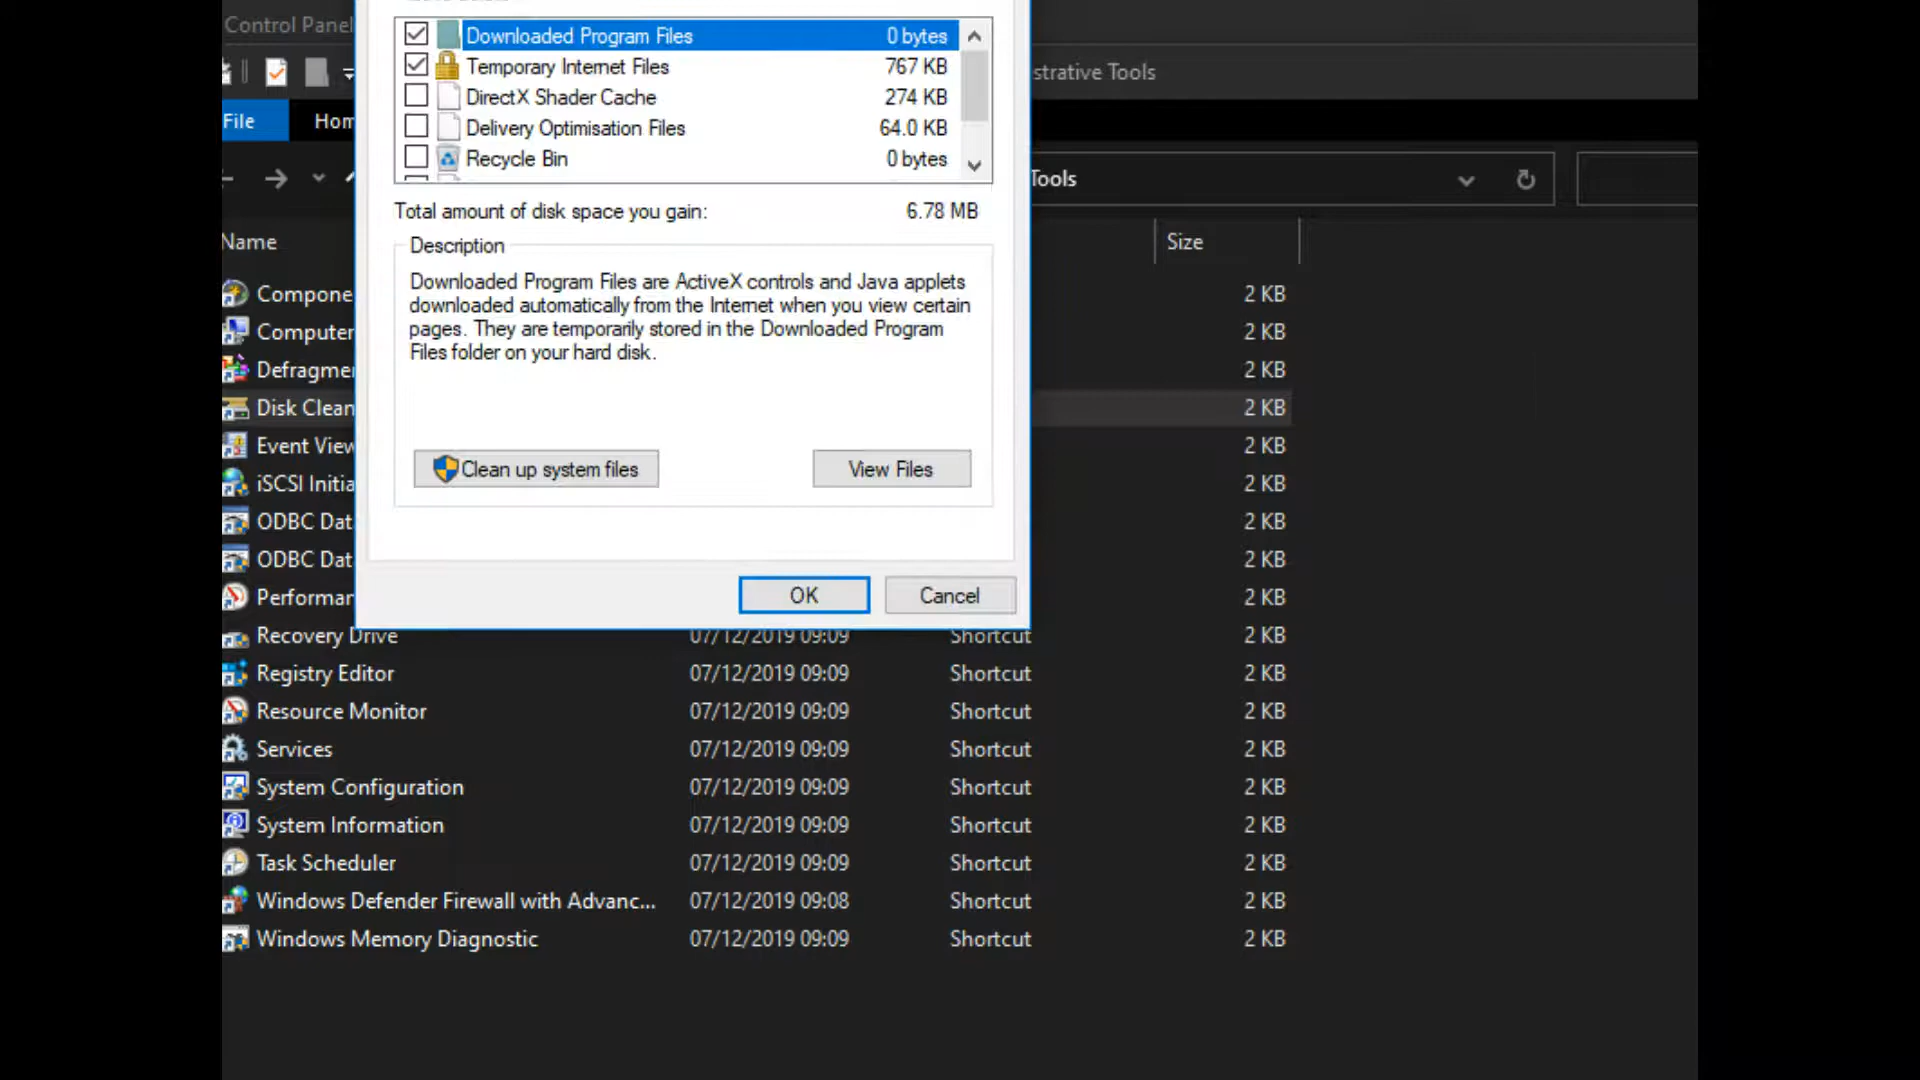 Control Panel
strative Tools
File
Hom
Tools
Downloaded Program Files 0 bytes
Temporary Internet Files 767 KB
DirectX Shader Cache 274 KB
Delivery Optimisation Files 64.0 KB
Recycle Bin 0 bytes
Total amount of disk space you gain: 6.78 MB
Description
Downloaded Program Files are ActiveX controls and Java applets
downloaded automatically from the Internet when you view certain
pages. They are temporarily stored in the Downloaded Program
Files folder on your hard disk.
Clean up system files
View Files
OK
Cancel
Name Size
Compone 2 KB
Computer 2 KB
Defragme 2 KB
Disk Clean 2 KB
Event View 2 KB
iSCSI Initia 2 KB
ODBC Dat 2 KB
ODBC Dat 2 KB
Performan 2 KB
Recovery Drive 07/12/2019 09:09 Shortcut 2 KB
Registry Editor 07/12/2019 09:09 Shortcut 2 KB
Resource Monitor 07/12/2019 09:09 Shortcut 2 KB
Services 07/12/2019 09:09 Shortcut 2 KB
System Configuration 07/12/2019 09:09 Shortcut 2 KB
System Information 07/12/2019 09:09 Shortcut 2 KB
Task Scheduler 07/12/2019 09:09 Shortcut 2 KB
Windows Defender Firewall with Advanc... 07/12/2019 09:08 Shortcut 2 KB
Windows Memory Diagnostic 07/12/2019 09:09 Shortcut 2 KB